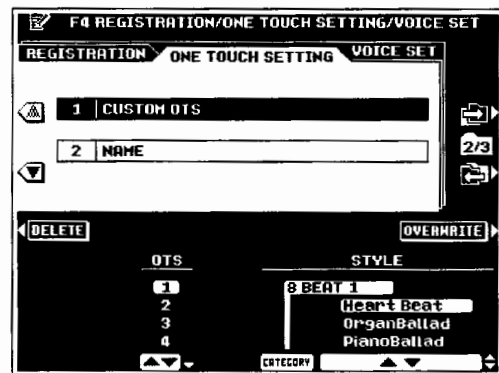 F4 REGISTRATION/ONE TOUCH SETTING/VOICE SET
REGISTRATION ONE TOUCH SETTING VOICE SET
1 CUSTOM OTS
2 NAME
2/3
DELETE OVERWRITE
OTS STYLE
1 8 BEAT 1
2 Heart Beat
3 OrganBallad
4 PianoBallad
CATEGORY